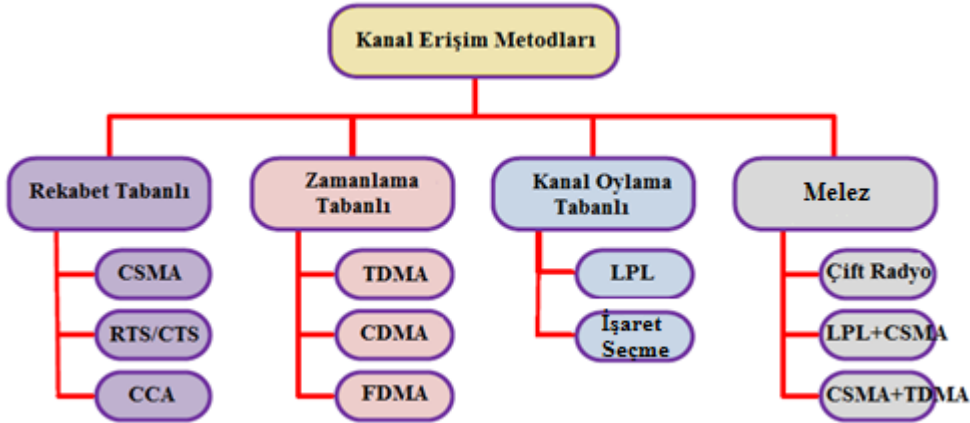 Kanal Erişim Metodları
Rekabet Tabanlı
Zamanlama
Tabanlı
Kanal Oylama
Tabanlı
Melez
CSMA
RTS/CTS
CCA
TDMA
CDMA
FDMA
LPL
İşaret
Seçme
Çift Radyo
LPL+CSMA
CSMA+TDMA